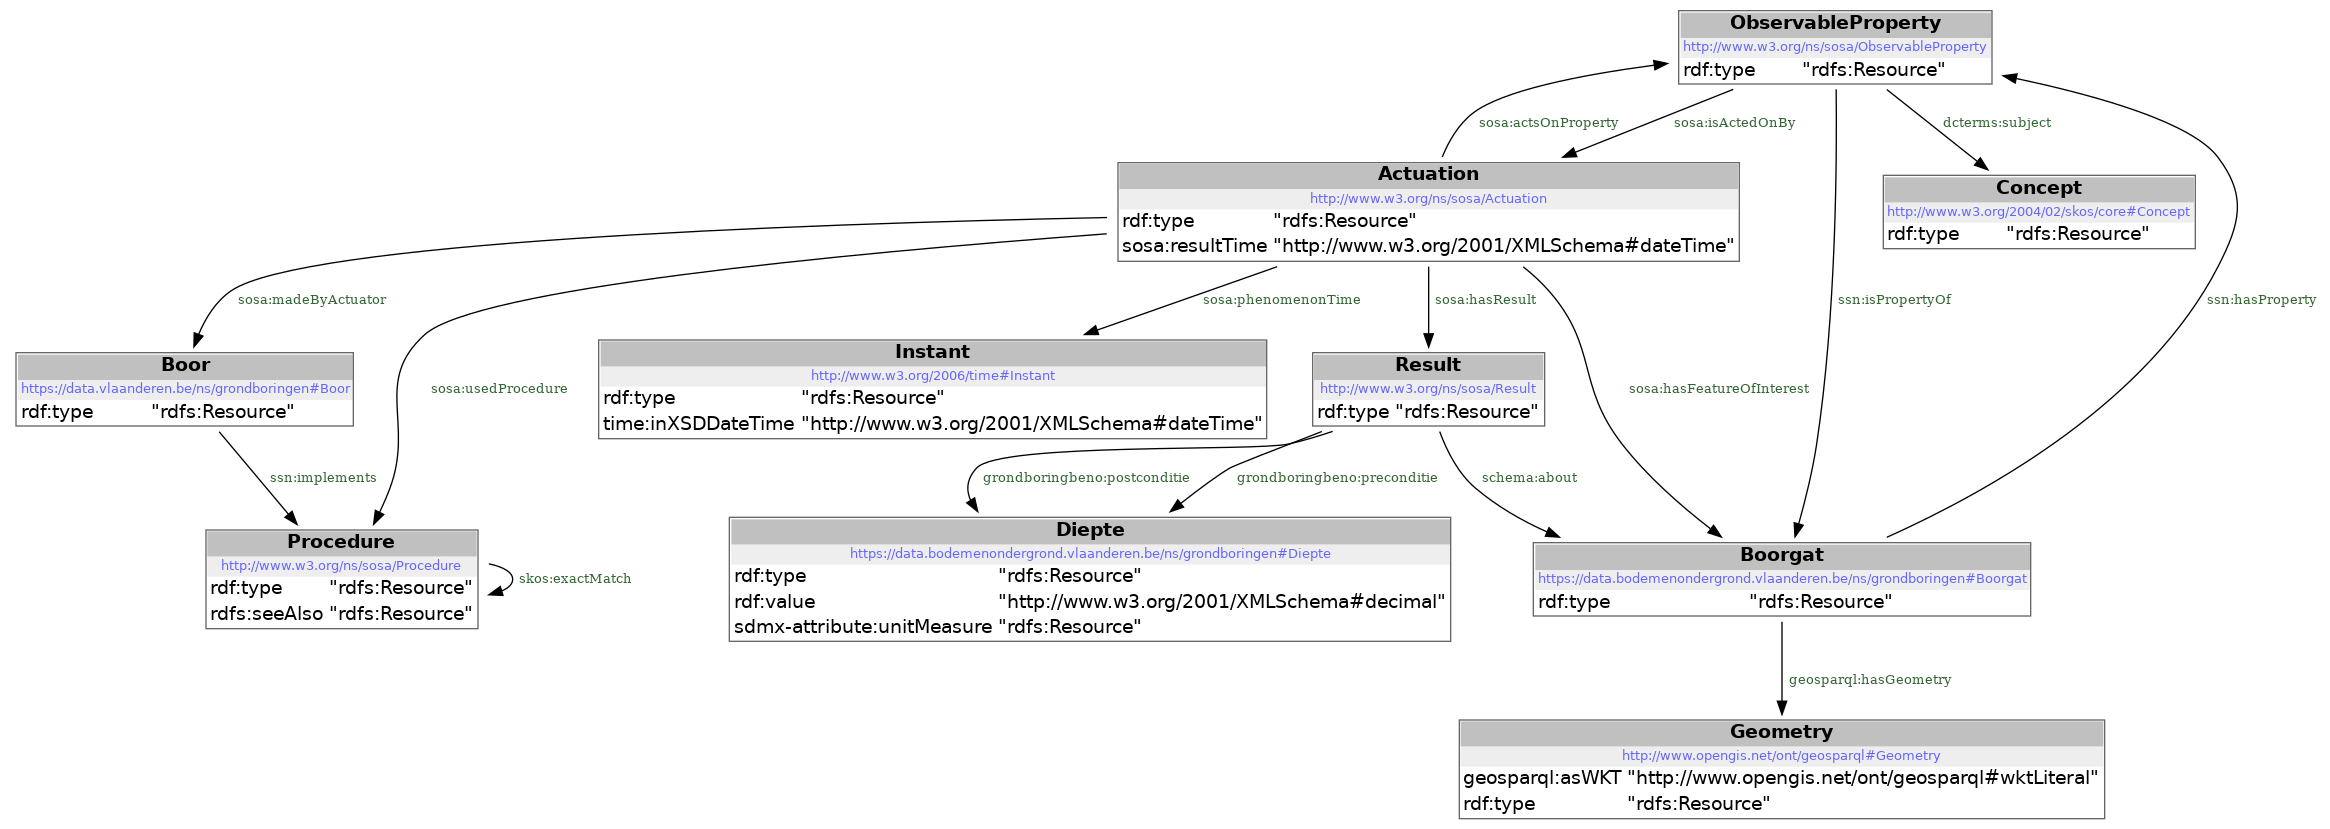 ObservableProperty
http://www.w3.org/ns/sosa/ObservableProperty
rdf:type "rdfs:Resource"
sosa:actsOnProperty
sosa:isActedOnBy
dcterms:subject
Actuation
http://www.w3.org/ns/sosa/Actuation
rdf:type "rdfs:Resource"
sosa:resultTime "http://www.w3.org/2001/XMLSchema#dateTime"
Concept
http://www.w3.org/2004/02/skos/core#Concept
rdf:type "rdfs:Resource"
sosa:madeByActuator
sosa:phenomenonTime
sosa:hasResult
ssn:isPropertyOf
ssn:hasProperty
Boor
https://data.vlaanderen.be/ns/grondboringen#Boor
rdf:type "rdfs:Resource"
sosa:usedProcedure
Instant
http://www.w3.org/2006/time#Instant
rdf:type "rdfs:Resource"
time:inXSDDateTime "http://www.w3.org/2001/XMLSchema#dateTime"
Result
http://www.w3.org/ns/sosa/Result
rdf:type "rdfs:Resource"
sosa:hasFeatureOfInterest
ssn:implements
grondboringbeno:postconditie
grondboringbeno:preconditie
schema:about
Procedure
http://www.w3.org/ns/sosa/Procedure
rdf:type "rdfs:Resource"
rdfs:seeAlso "rdfs:Resource"
skos:exactMatch
Diepte
https://data.bodemenondergrond.vlaanderen.be/ns/grondboringen#Diepte
rdf:type "rdfs:Resource"
rdf:value "http://www.w3.org/2001/XMLSchema#decimal"
sdmx-attribute:unitMeasure "rdfs:Resource"
Boorgat
https://data.bodemenondergrond.vlaanderen.be/ns/grondboringen#Boorgat
rdf:type "rdfs:Resource"
geosparql:hasGeometry
Geometry
http://www.opengis.net/ont/geosparql#Geometry
geosparql:asWKT "http://www.opengis.net/ont/geosparql#wktLiteral"
rdf:type "rdfs:Resource"